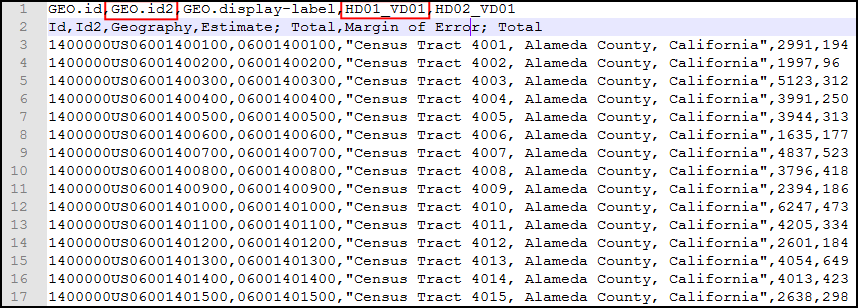 1 GEO.id,GEO.id2,GEO.display-label,HD01_VD01,HD02_VD01
2 Id,Id2,Geography,Estimate; Total,Margin of Error; Total
3 1400000US06001400100,06001400100,"Census Tract 4001, Alameda County, California",2991,194
4 1400000US06001400200,06001400200,"Census Tract 4002, Alameda County, California",1997,96
5 1400000US06001400300,06001400300,"Census Tract 4003, Alameda County, California",5123,312
6 1400000US06001400400,06001400400,"Census Tract 4004, Alameda County, California",3991,250
7 1400000US06001400500,06001400500,"Census Tract 4005, Alameda County, California",3944,313
8 1400000US06001400600,06001400600,"Census Tract 4006, Alameda County, California",1635,177
9 1400000US06001400700,06001400700,"Census Tract 4007, Alameda County, California",4837,523
10 1400000US06001400800,06001400800,"Census Tract 4008, Alameda County, California",3796,418
11 1400000US06001400900,06001400900,"Census Tract 4009, Alameda County, California",2394,186
12 1400000US06001401000,06001401000,"Census Tract 4010, Alameda County, California",6247,473
13 1400000US06001401100,06001401100,"Census Tract 4011, Alameda County, California",4205,334
14 1400000US06001401200,06001401200,"Census Tract 4012, Alameda County, California",2601,184
15 1400000US06001401300,06001401300,"Census Tract 4013, Alameda County, California",4054,649
16 1400000US06001401400,06001401400,"Census Tract 4014, Alameda County, California",4013,423
17 1400000US06001401500,06001401500,"Census Tract 4015, Alameda County, California",2638,298